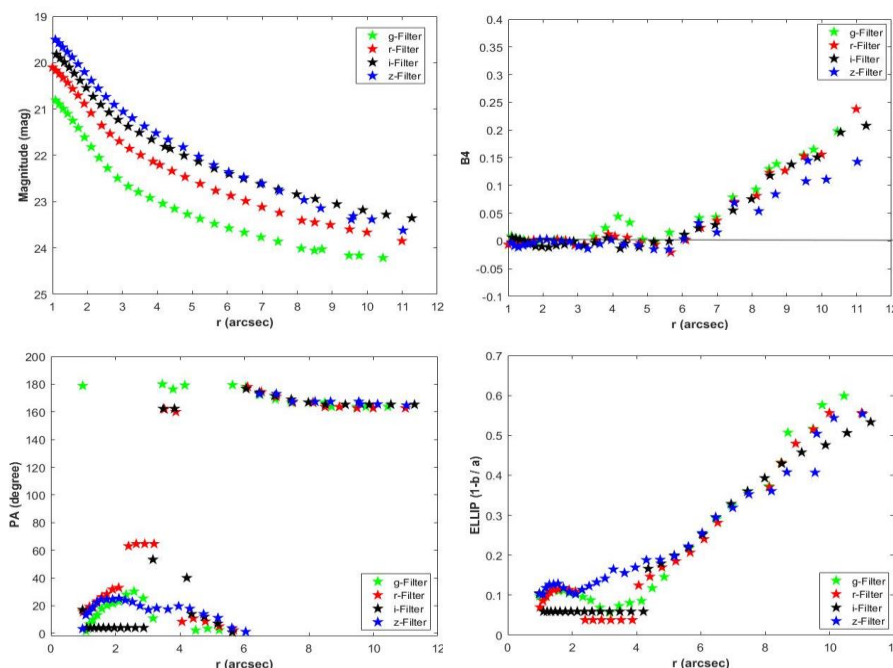 19
20
21
22
23
24
25
1 2 3 4 5 6 7 8 9 10 11 12
Magnitude (mag)
r (arcsec)
g-Filter
r-Filter
i-Filter
z-Filter
0.4
0.35
0.3
0.25
0.2
0.15
0.1
0.05
0
-0.05
-0.1
1 2 3 4 5 6 7 8 9 10 11 12
B4
r (arcsec)
g-Filter
r-Filter
i-Filter
z-Filter
200
180
160
140
120
100
80
60
40
20
0
0 2 4 6 8 10 12
PA (degree)
r (arcsec)
g-Filter
r-Filter
i-Filter
z-Filter
0.7
0.6
0.5
0.4
0.3
0.2
0.1
0
0 2 4 6 8 10 12
ELLIP (1-b / a)
r (arcsec)
g-Filter
r-Filter
i-Filter
z-Filter